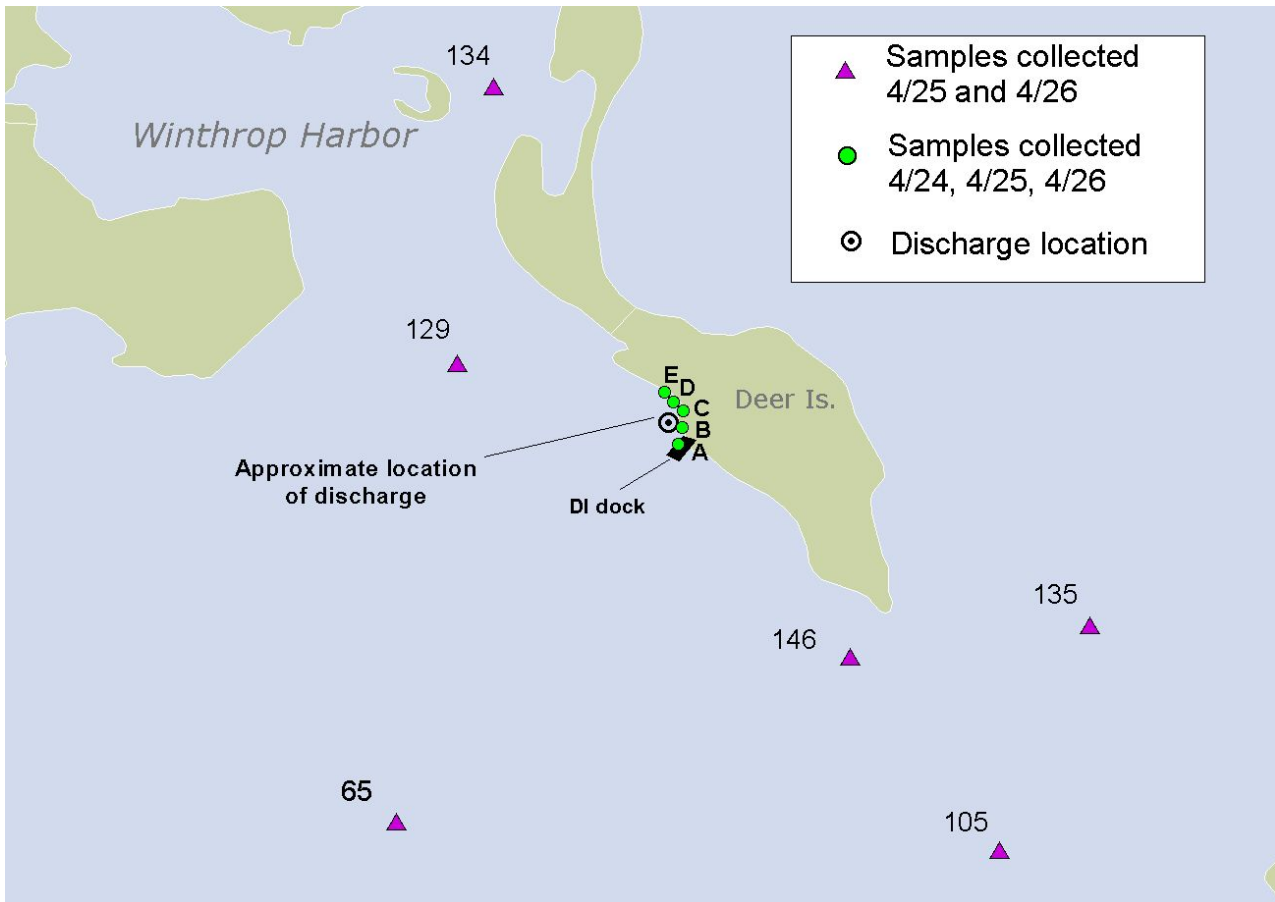 134
Samples collected
4/25 and 4/26
Winthrop Harbor
Samples collected
4/24, 4/25, 4/26
Discharge location
129
E
D
C
Deer Is.
B
A
Approximate location
of discharge
DI dock
135
146
65
105